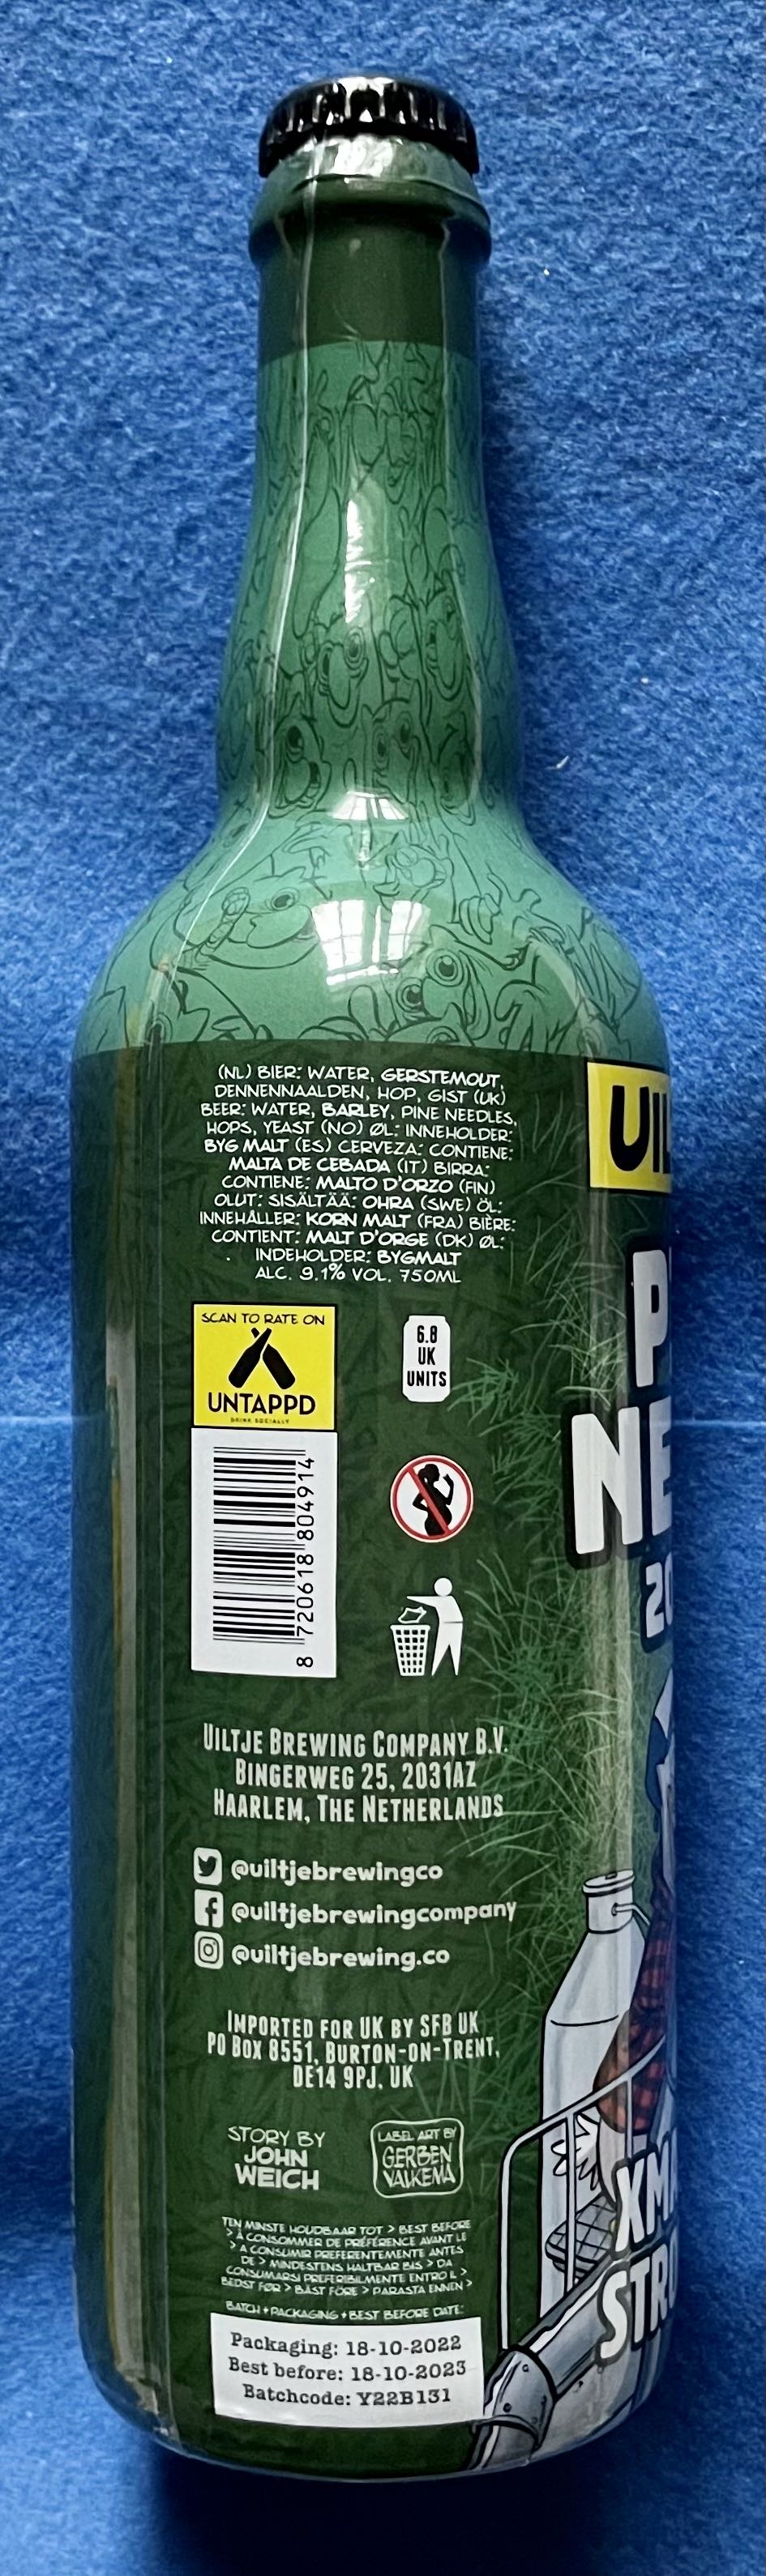 (NL) BIER: WATER, GERSTEMOUT,
DENNENNAALDEN, HOP, GIST (UK)
BEER: WATER, BARLEY, PINE NEEDLES,
HOPS, YEAST (NO) ØL: INNEHOLDER:
BYG MALT (ES) CERVEZA: CONTIENE:
MALTA DE CEBADA (IT) BIRRA:
CONTIENE: MALTO D'ORZO (FIN)
OLUT: SISÄLTÄÄ: OHRA (SWE) ÖL:
INNEHÅLLER: KORN MALT (FRA) BIÈRE:
CONTIENT: MALT D'ORGE (DK) ØL:
INDEHOLDER: BYGMALT
ALC. 9.1% VOL. 750ML
SCAN TO RATE ON
UNTAPPD
DRINK SOCIALLY
6.8
UK
UNITS
8 720618 804914
UILTJE BREWING COMPANY B.V.
BINGERWEG 25, 2031AZ
HAARLEM, THE NETHERLANDS
@uiltjebrewingco
@uiltjebrewingcompany
@uiltjebrewing.co
IMPORTED FOR UK BY SFB UK
PO BOX 8551, BURTON-ON-TRENT,
DE14 9PJ, UK
STORY BY
JOHN
WEICH
LABEL ART BY
GERBEN
VALKEMA
TEN MINSTE HOUDBAAR TOT > BEST BEFORE
> À CONSOMMER DE PRÉFÉRENCE AVANT LE
> A CONSUMIR PREFERENTEMENTE ANTES
DE > MINDESTENS HALTBAR BIS > DA
CONSUMARSI PREFERIBILMENTE ENTRO IL >
BEDST FØR > BÄST FÖRE > PARASTA ENNEN >
BATCH + PACKAGING + BEST BEFORE DATE:
Packaging: 18-10-2022
Best before: 18-10-2023
Batchcode: Y22B131
UIL
P
NE
20
XM
STRO